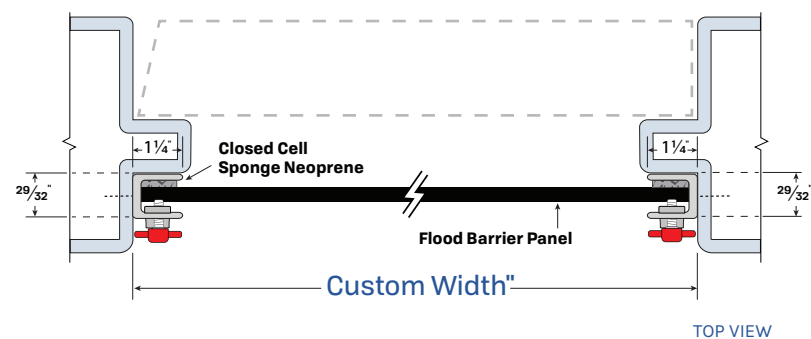 1¼"
1¼"
Closed Cell
Sponge Neoprene
29/32"
29/32"
Flood Barrier Panel
Custom Width"
TOP VIEW